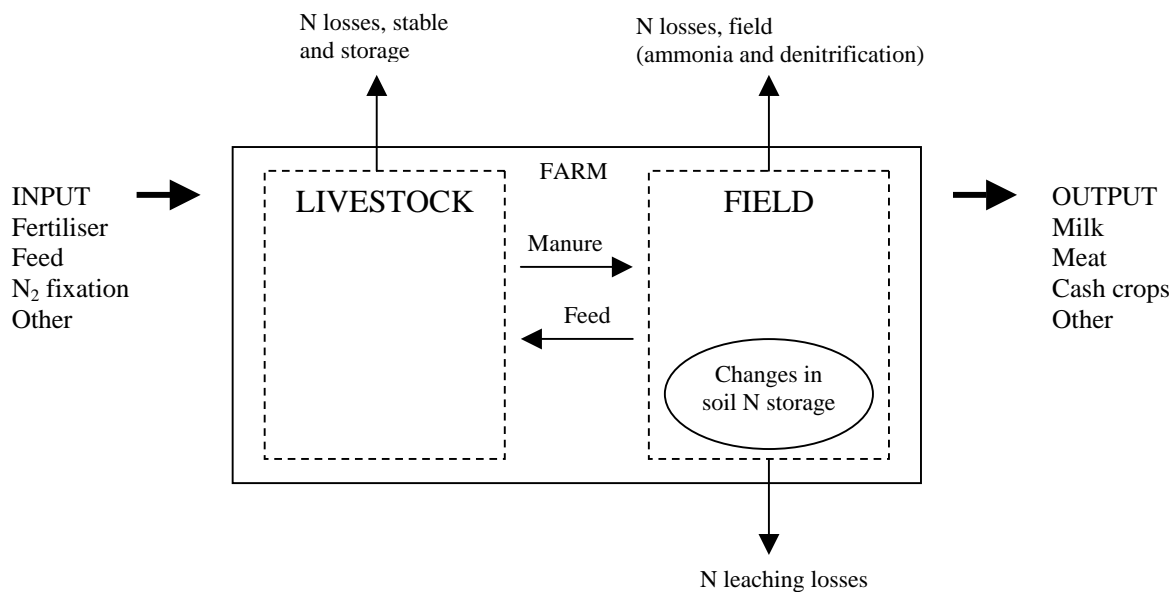 N losses, stable
and storage
N losses, field
(ammonia and denitrification)
INPUT
Fertiliser
Feed
N₂ fixation
Other
FARM
LIVESTOCK
FIELD
Manure
Feed
Changes in
soil N storage
OUTPUT
Milk
Meat
Cash crops
Other
N leaching losses